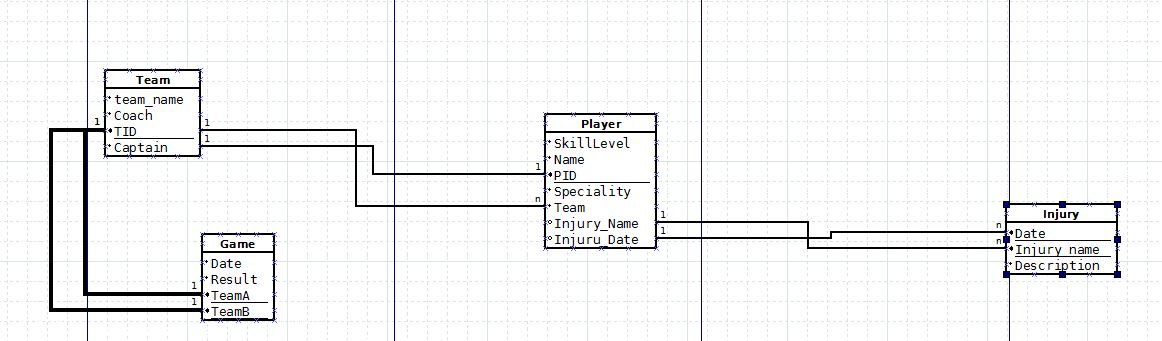 Team
team_name
Coach
1
TID
1
1
Captain
Player
SkillLevel
Name
1
PID
Speciality
n
Team
1
Injury_Name
1
Injuru_Date
Injury
n
Date
n
Injury name
Description
Game
Date
Result
1
TeamA
1
TeamB